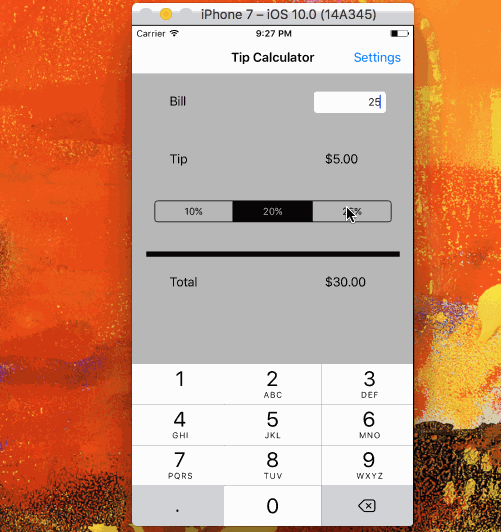 iPhone 7 – iOS 10.0 (14A345)
Carrier 9:27 PM
Tip Calculator Settings
Bill 25
Tip $5.00
10% 20%
Total $30.00
1 2 3
ABC DEF
4 5 6
GHI JKL MNO
7 8 9
PQRS TUV WXYZ
. 0